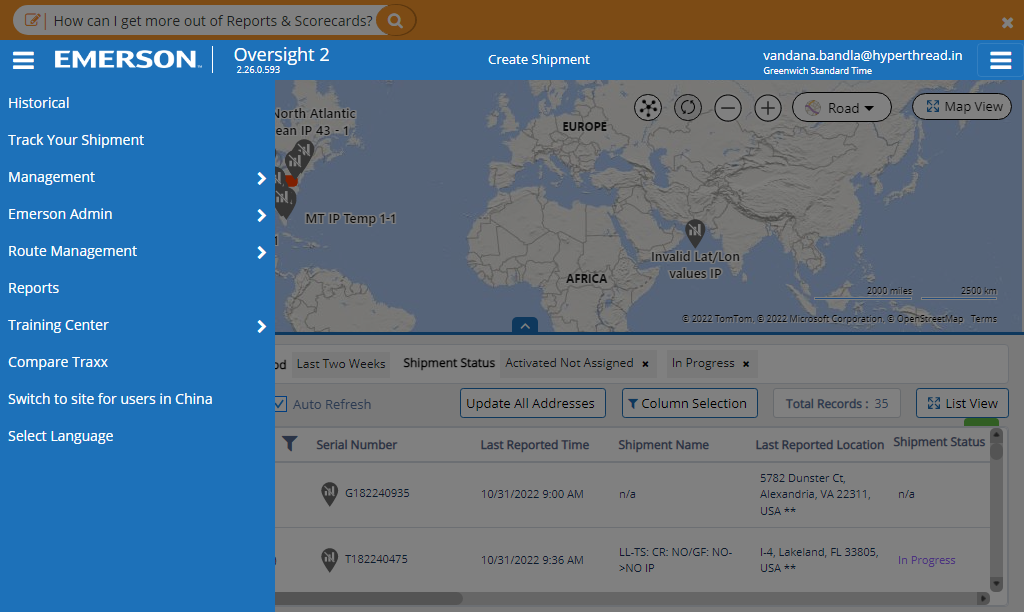 How can I get more out of Reports & Scorecards?
EMERSON
Oversight 2
2.26.0.593
Create Shipment
vandana.bandla@hyperthread.in
Greenwich Standard Time
Historical
Track Your Shipment
Management
Emerson Admin
Route Management
Reports
Training Center
Compare Traxx
Switch to site for users in China
Select Language
North Atlantic
ean IP 43 - 1
MT IP Temp 1-1
EUROPE
AFRICA
Invalid Lat/Lon
values IP
Road
Map View
2000 miles
2500 km
© 2022 TomTom, © 2022 Microsoft Corporation, © OpenStreetMap Terms
od
Last Two Weeks
Shipment Status
Activated Not Assigned ×
In Progress ×
Auto Refresh
Update All Addresses
Column Selection
Total Records : 35
List View
Serial Number
Last Reported Time
Shipment Name
Last Reported Location
Shipment Status
G182240935
10/31/2022 9:00 AM
n/a
5782 Dunster Ct,
Alexandria, VA 22311,
USA **
n/a
T182240475
10/31/2022 9:36 AM
LL-TS: CR: NO/GF: NO-
>NO IP
I-4, Lakeland, FL 33805,
USA **
In Progress